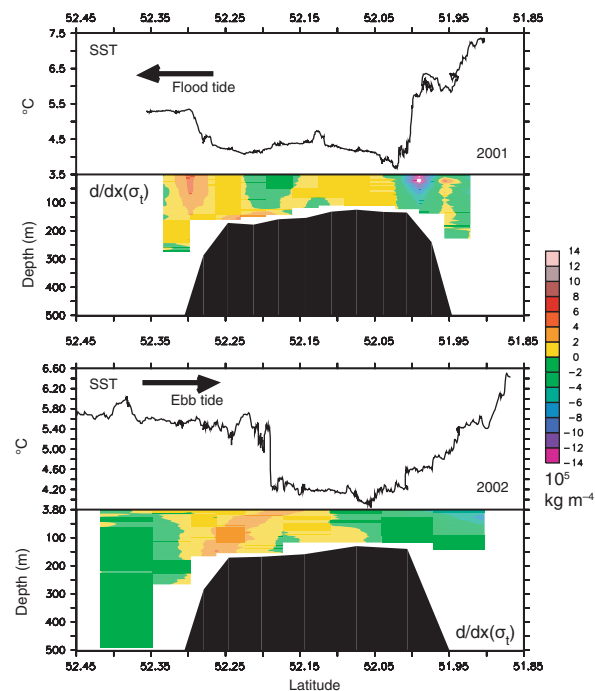 52.45 52.35 52.25 52.15 52.05 51.95 51.85
7.5
SST
Flood tide
6.5
°C
5.5
4.5
2001
3.5
d/dx(σt)
100
Depth (m)
200
300
400
500
52.45 52.35 52.25 52.15 52.05 51.95 51.85
14
12
10
8
6
4
2
0
−2
−4
−6
−8
−10
−12
−14
10⁵
kg m⁻⁴
6.60
SST
Ebb tide
6.20
5.80
°C
5.40
5.00
4.60
4.20
2002
3.80
100
Depth (m)
200
300
400
d/dx(σt)
500
52.45 52.35 52.25 52.15 52.05 51.95 51.85
Latitude